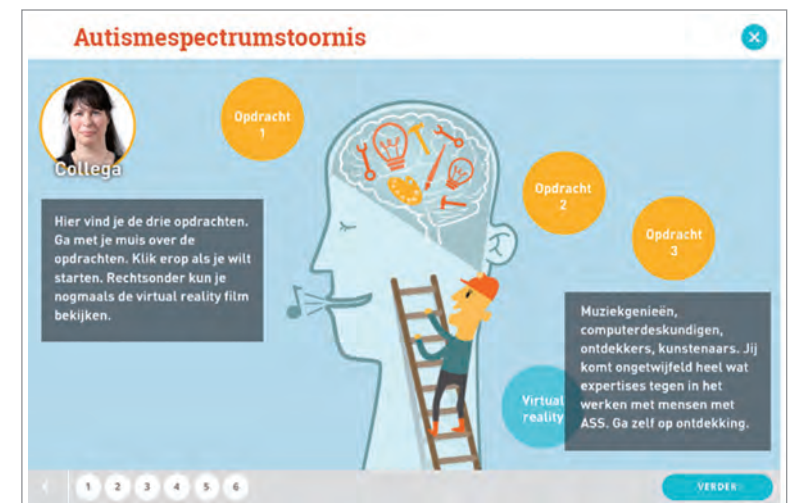 Autismespectrumstoornis
Collega
Opdracht
1
Hier vind je de drie opdrachten.
Ga met je muis over de
opdrachten. Klik erop als je wilt
starten. Rechtsonder kun je
nogmaals de virtual reality film
bekijken.
Opdracht
2
Opdracht
3
Muziekgenieën,
computerdeskundigen,
ontdekkers, kunstenaars. Jij
komt ongetwijfeld heel wat
expertises tegen in het
werken met mensen met
ASS. Ga zelf op ontdekking.
Virtual
reality
1 2 3 4 5 6
VERDER